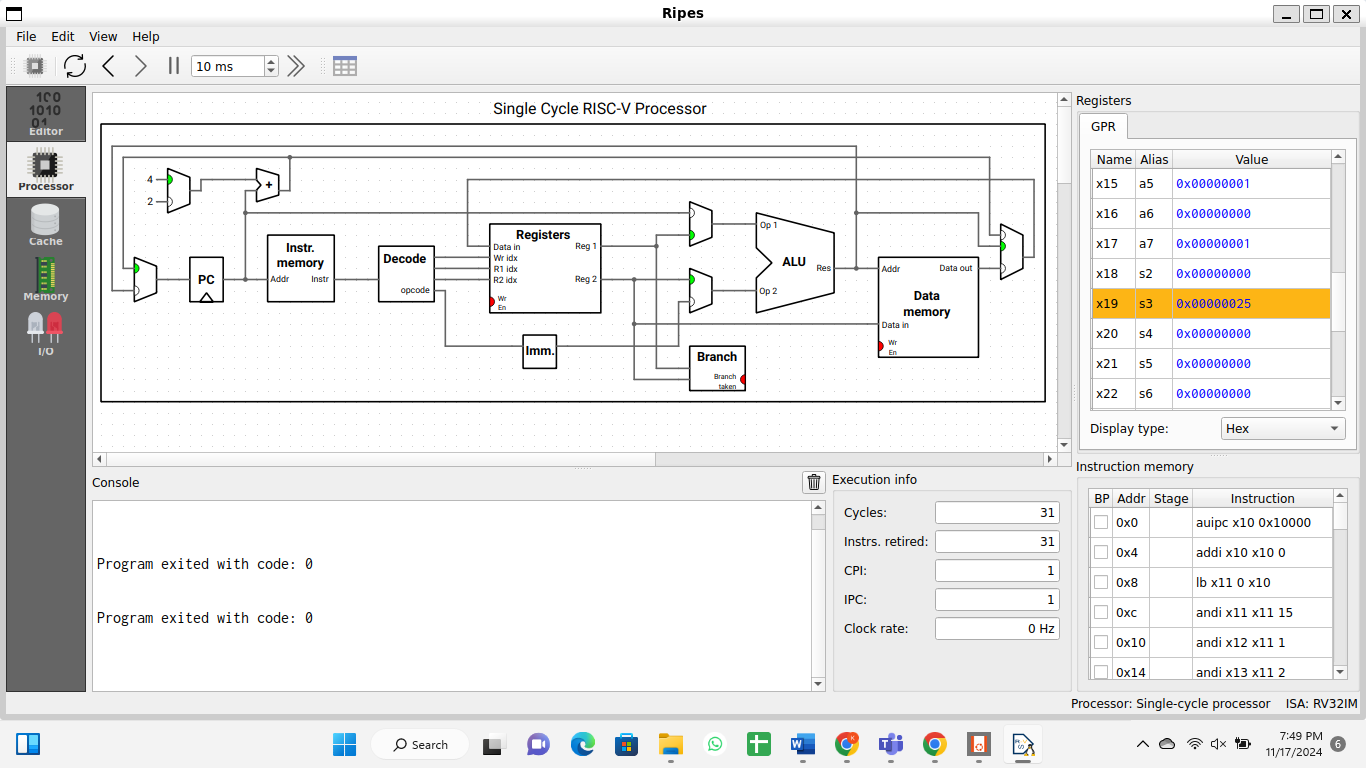 Ripes
File Edit View Help
10 ms
Editor
Processor
Cache
Memory
I/O
Single Cycle RISC-V Processor
4
2
+
Instr. memory
Addr
Instr
PC
Decode
opcode
Registers
Data in
Wr idx
R1 idx
R2 idx
Wr En
Reg 1
Reg 2
Imm.
Op 1
Op 2
ALU
Res
Branch
Branch taken
Addr
Data out
Data memory
Data in
Wr En
Registers
GPR
Name Alias Value
x15 a5 0x00000001
x16 a6 0x00000000
x17 a7 0x00000001
x18 s2 0x00000000
x19 s3 0x00000025
x20 s4 0x00000000
x21 s5 0x00000000
x22 s6 0x00000000
Display type: Hex
Console
Program exited with code: 0
Program exited with code: 0
Execution info
Cycles: 31
Instrs. retired: 31
CPI: 1
IPC: 1
Clock rate: 0 Hz
Instruction memory
BP Addr Stage Instruction
0x0 auipc x10 0x10000
0x4 addi x10 x10 0
0x8 lb x11 0 x10
0xc andi x11 x11 15
0x10 andi x12 x11 1
0x14 andi x13 x11 2
Processor: Single-cycle processor ISA: RV32IM
Search
7:49 PM
11/17/2024
6